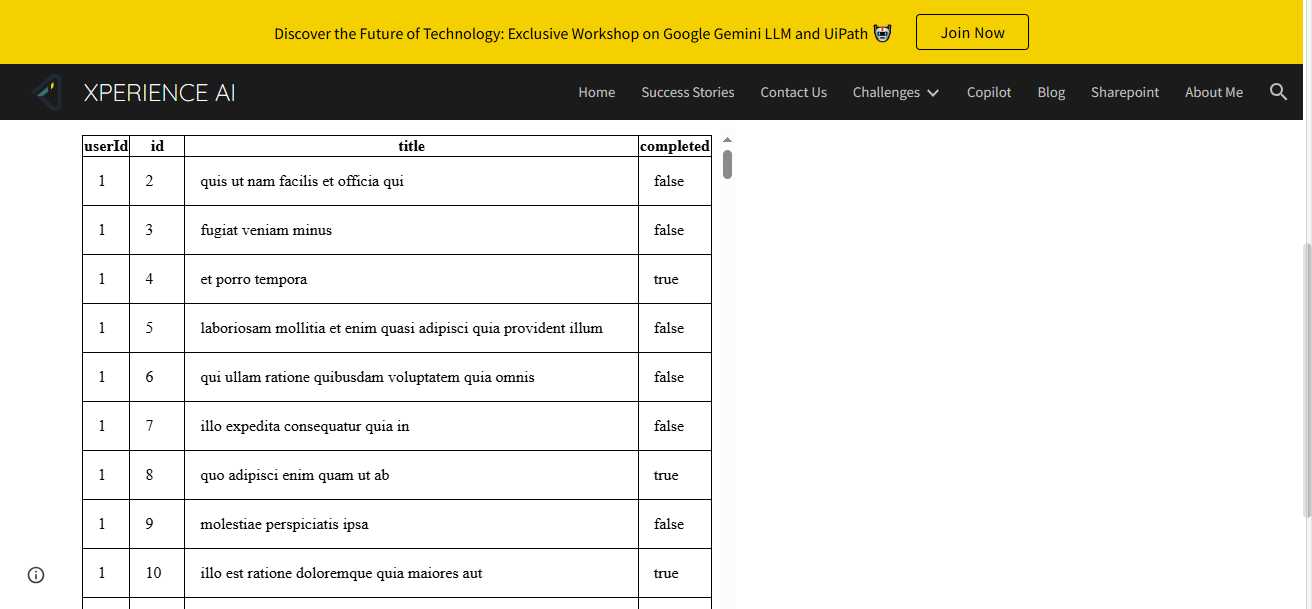 Discover the Future of Technology: Exclusive Workshop on Google Gemini LLM and UiPath
Join Now
XPERIENCE AI
Home Success Stories Contact Us Challenges Copilot Blog Sharepoint About Me
userId id title completed
1 2 quis ut nam facilis et officia qui false
1 3 fugiat veniam minus false
1 4 et porro tempora true
1 5 laboriosam mollitia et enim quasi adipisci quia provident illum false
1 6 qui ullam ratione quibusdam voluptatem quia omnis false
1 7 illo expedita consequatur quia in false
1 8 quo adipisci enim quam ut ab true
1 9 molestiae perspiciatis ipsa false
1 10 illo est ratione doloremque quia maiores aut true